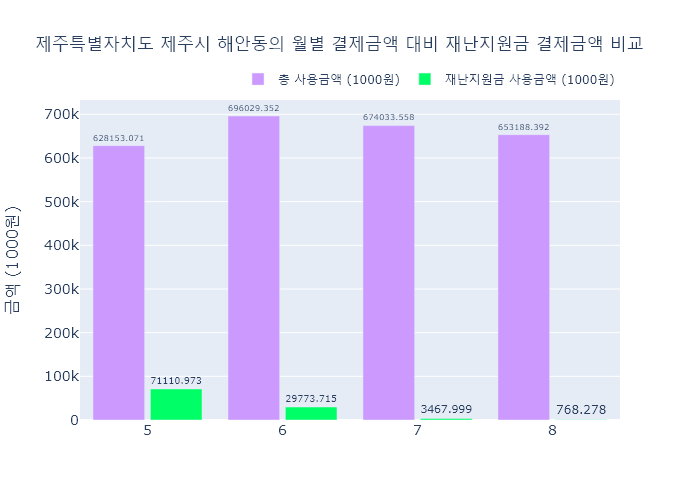 제주특별자치도 제주시 해안동의 월별 결제금액 대비 재난지원금 결제금액 비교
총 사용금액 (1000원) 재난지원금 사용금액 (1000원)
금액 (1000원)
700k
600k
500k
400k
300k
200k
100k
0
628153.071
696029.352
674033.558
653188.392
71110.973
29773.715
3467.999
768.278
5 6 7 8